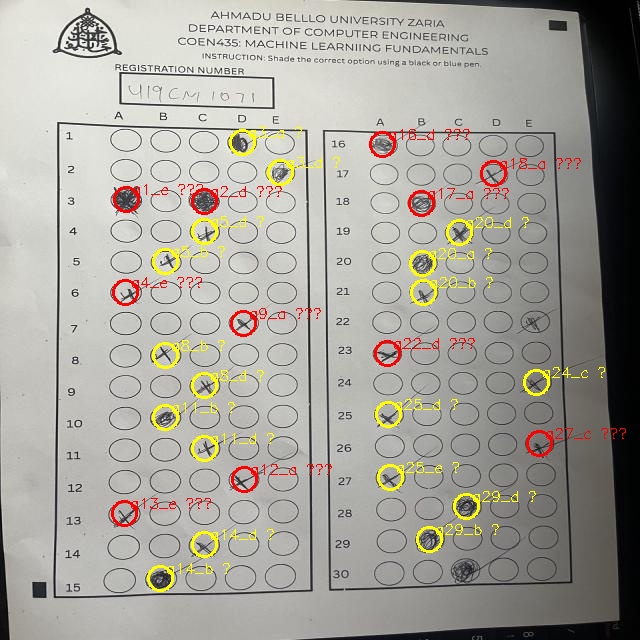 AHMADU BELLLO UNIVERSITY ZARIA
DEPARTMENT OF COMPUTER ENGINEERING
COEN435: MACHINE LEARNIING FUNDAMENTALS
INSTRUCTION: Shade the correct option using a black or blue pen.
REGISTRATION NUMBER
U19CM1071
A B C D E
1
2 q3_d ?
3 q1_e ??? q2_d ???
4 q5_d ?
5 q5_b ?
6 q4_e ???
7 q9_a ???
8 q8_b ?
9 q8_d ?
10 q11_b ?
11 q11_d ?
12 q12_a ???
13 q13_e ???
14 q14_d ?
15 q14_b ?
A B C D E
16 q16_d ???
17 q18_a ???
18 q17_a ???
19 q20_d ?
20 q20_a ?
21 q20_b ?
22
23 q22_d ???
24 q24_c ?
25 q25_d ?
26 q27_c ???
27 q25_e ?
28 q29_d ?
29 q29_b ?
30